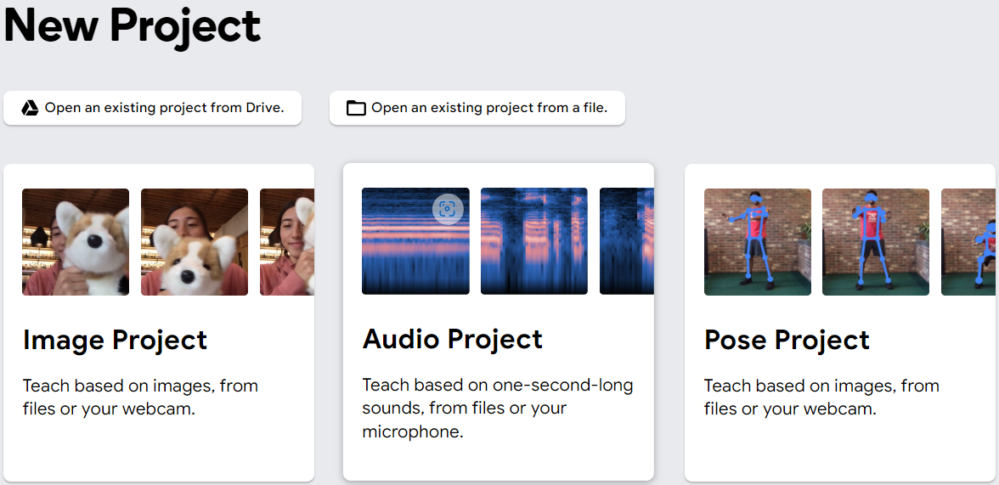 New Project
Open an existing project from Drive.
Open an existing project from a file.
Image Project
Teach based on images, from
files or your webcam.
Audio Project
Teach based on one-second-long
sounds, from files or your
microphone.
Pose Project
Teach based on images, from
files or your webcam.